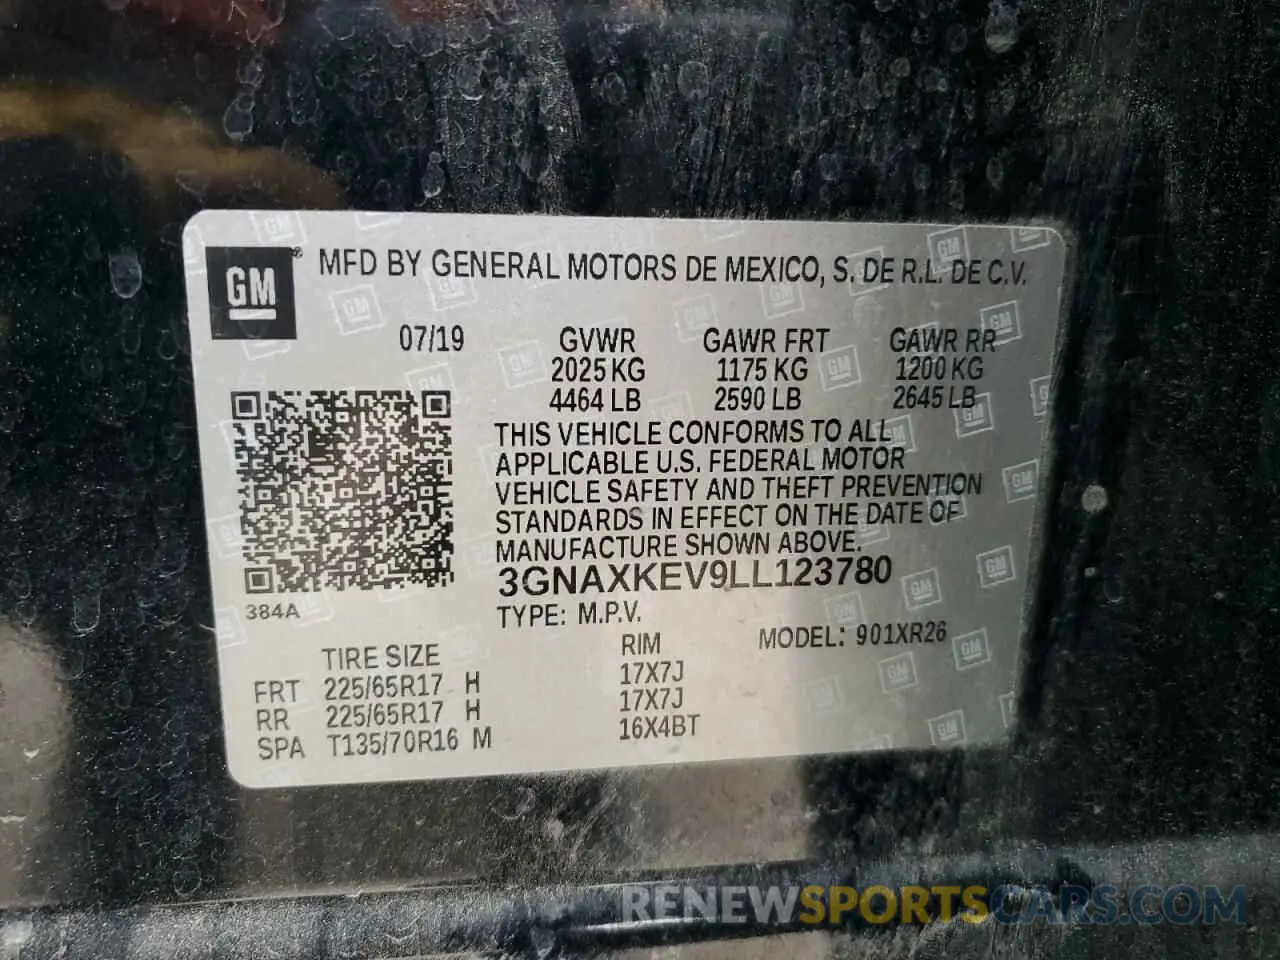 GM ® MFD BY GENERAL MOTORS DE MEXICO, S. DE R.L. DE C.V.
07/19 GVWR GAWR FRT GAWR RR
2025 KG 1175 KG 1200 KG
4464 LB 2590 LB 2645 LB
THIS VEHICLE CONFORMS TO ALL
APPLICABLE U.S. FEDERAL MOTOR
VEHICLE SAFETY AND THEFT PREVENTION
STANDARDS IN EFFECT ON THE DATE OF
MANUFACTURE SHOWN ABOVE.
3GNAXKEV9LL123780
384A
TYPE: M.P.V.
TIRE SIZE RIM MODEL: 901XR26
FRT 225/65R17 H 17X7J
RR 225/65R17 H 17X7J
SPA T135/70R16 M 16X4BT
RENEWSPORTSCARS.COM